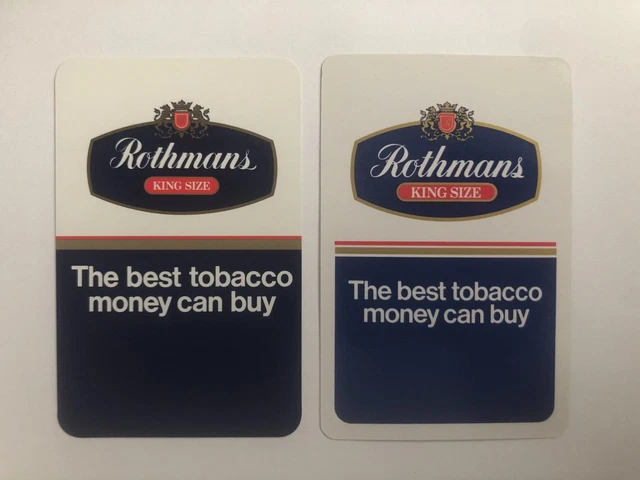 Rothmans
KING SIZE
The best tobacco
money can buy
Rothmans
KING SIZE
The best tobacco
money can buy